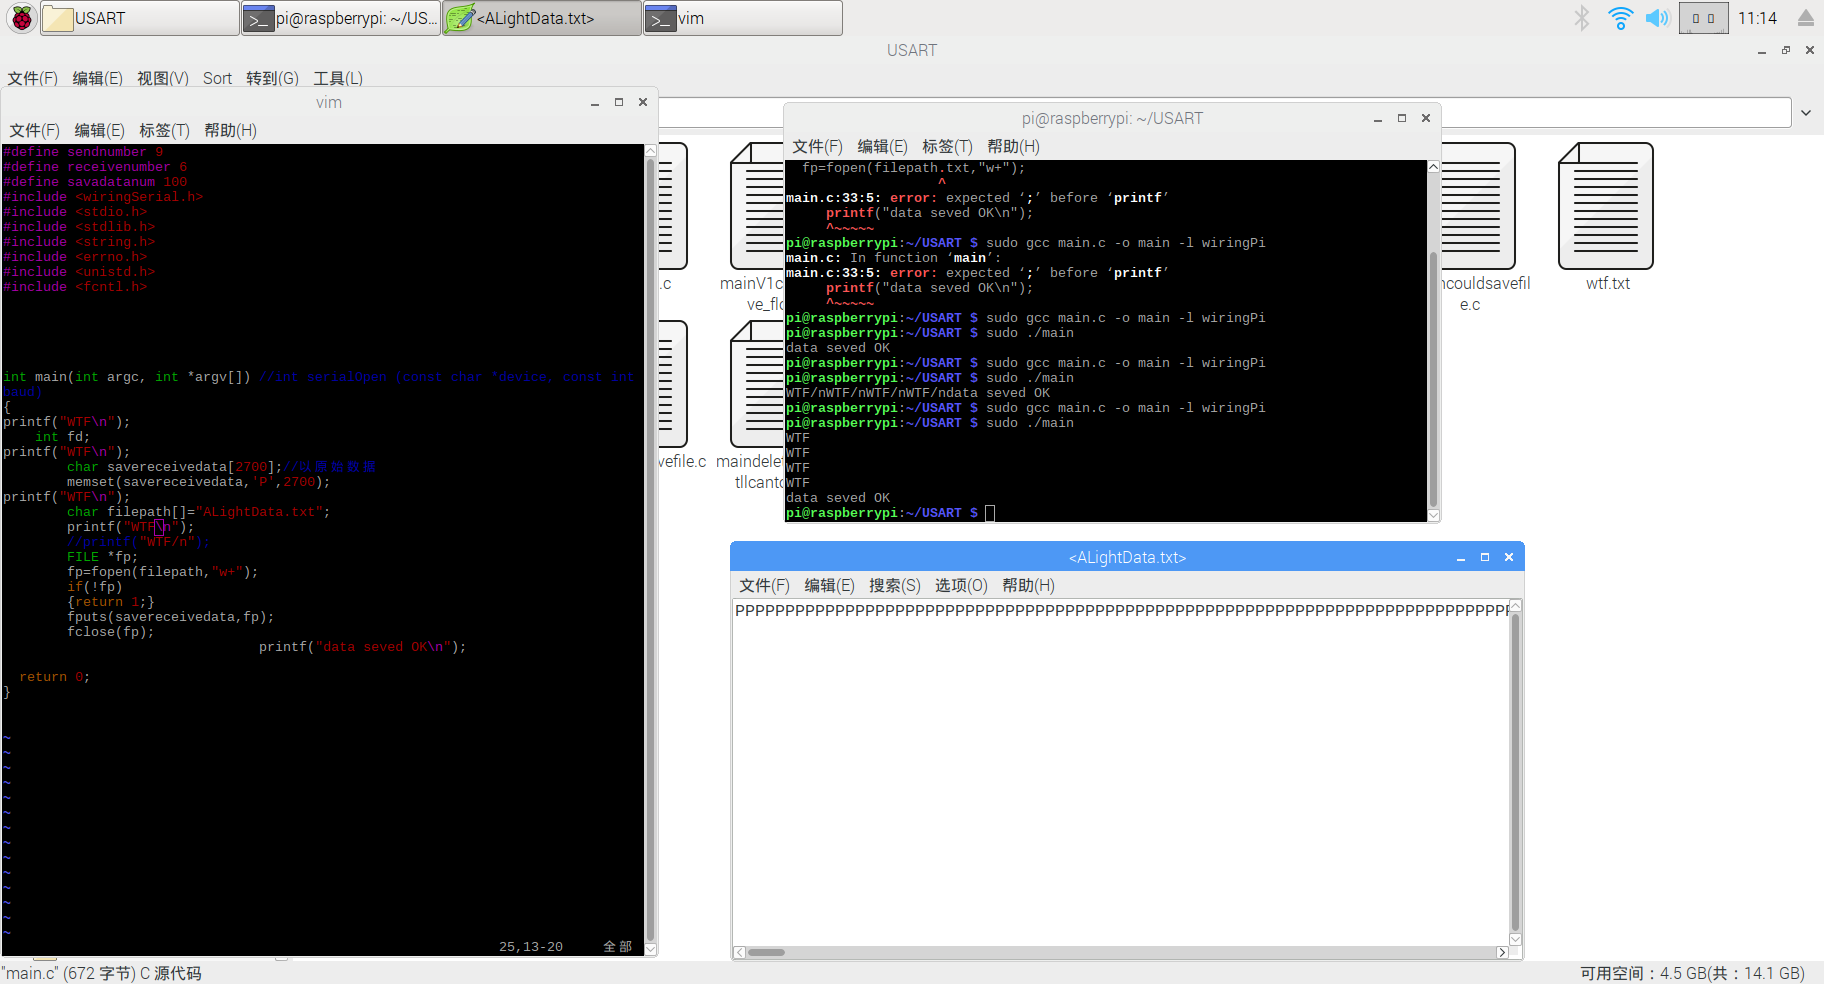 USART
pi@raspberrypi: ~/US...
<ALightData.txt>
vim
11:14
USART
文件(F) 编辑(E) 视图(V) Sort 转到(G) 工具(L)
vim
文件(F) 编辑(E) 标签(T) 帮助(H)
#define sendnumber 9
#define receivenumber 6
#define savadatanum 100
#include <wiringSerial.h>
#include <stdio.h>
#include <stdlib.h>
#include <string.h>
#include <errno.h>
#include <unistd.h>
#include <fcntl.h>
int main(int argc, int *argv[]) //int serialOpen (const char *device, const int
baud)
{
printf("WTF\n");
    int fd;
printf("WTF\n");
        char savereceivedata[2700];//以原始数据
        memset(savereceivedata,'P',2700);
printf("WTF\n");
        char filepath[]="ALightData.txt";
        printf("WTF\n");
        //printf("WTF/n");
        FILE *fp;
        fp=fopen(filepath,"w+");
        if(!fp)
        {return 1;}
        fputs(savereceivedata,fp);
        fclose(fp);
                                printf("data seved OK\n");
  return 0;
}
~
~
~
~
~
~
~
~
~
~
~
~
~
~
25,13-20 全部
pi@raspberrypi: ~/USART
文件(F) 编辑(E) 标签(T) 帮助(H)
  fp=fopen(filepath.txt,"w+");
                   ^
main.c:33:5: error: expected ‘;’ before ‘printf’
     printf("data seved OK\n");
     ^~~~~~
pi@raspberrypi:~/USART $ sudo gcc main.c -o main -l wiringPi
main.c: In function ‘main’:
main.c:33:5: error: expected ‘;’ before ‘printf’
     printf("data seved OK\n");
     ^~~~~~
pi@raspberrypi:~/USART $ sudo gcc main.c -o main -l wiringPi
pi@raspberrypi:~/USART $ sudo ./main
data seved OK
pi@raspberrypi:~/USART $ sudo gcc main.c -o main -l wiringPi
pi@raspberrypi:~/USART $ sudo ./main
WTF/nWTF/nWTF/nWTF/ndata seved OK
pi@raspberrypi:~/USART $ sudo gcc main.c -o main -l wiringPi
pi@raspberrypi:~/USART $ sudo ./main
WTF
WTF
WTF
WTF
data seved OK
pi@raspberrypi:~/USART $
.c
mainV1c
ve_flo
ncouldsavefil
e.c
wtf.txt
vefile.c
maindelet
tllcanto
<ALightData.txt>
文件(F) 编辑(E) 搜索(S) 选项(O) 帮助(H)
PPPPPPPPPPPPPPPPPPPPPPPPPPPPPPPPPPPPPPPPPPPPPPPPPPPPPPPPPPPPPPPPPPPPPPPPPPPPPP
"main.c" (672 字节) C 源代码
可用空间：4.5 GB(共：14.1 GB)